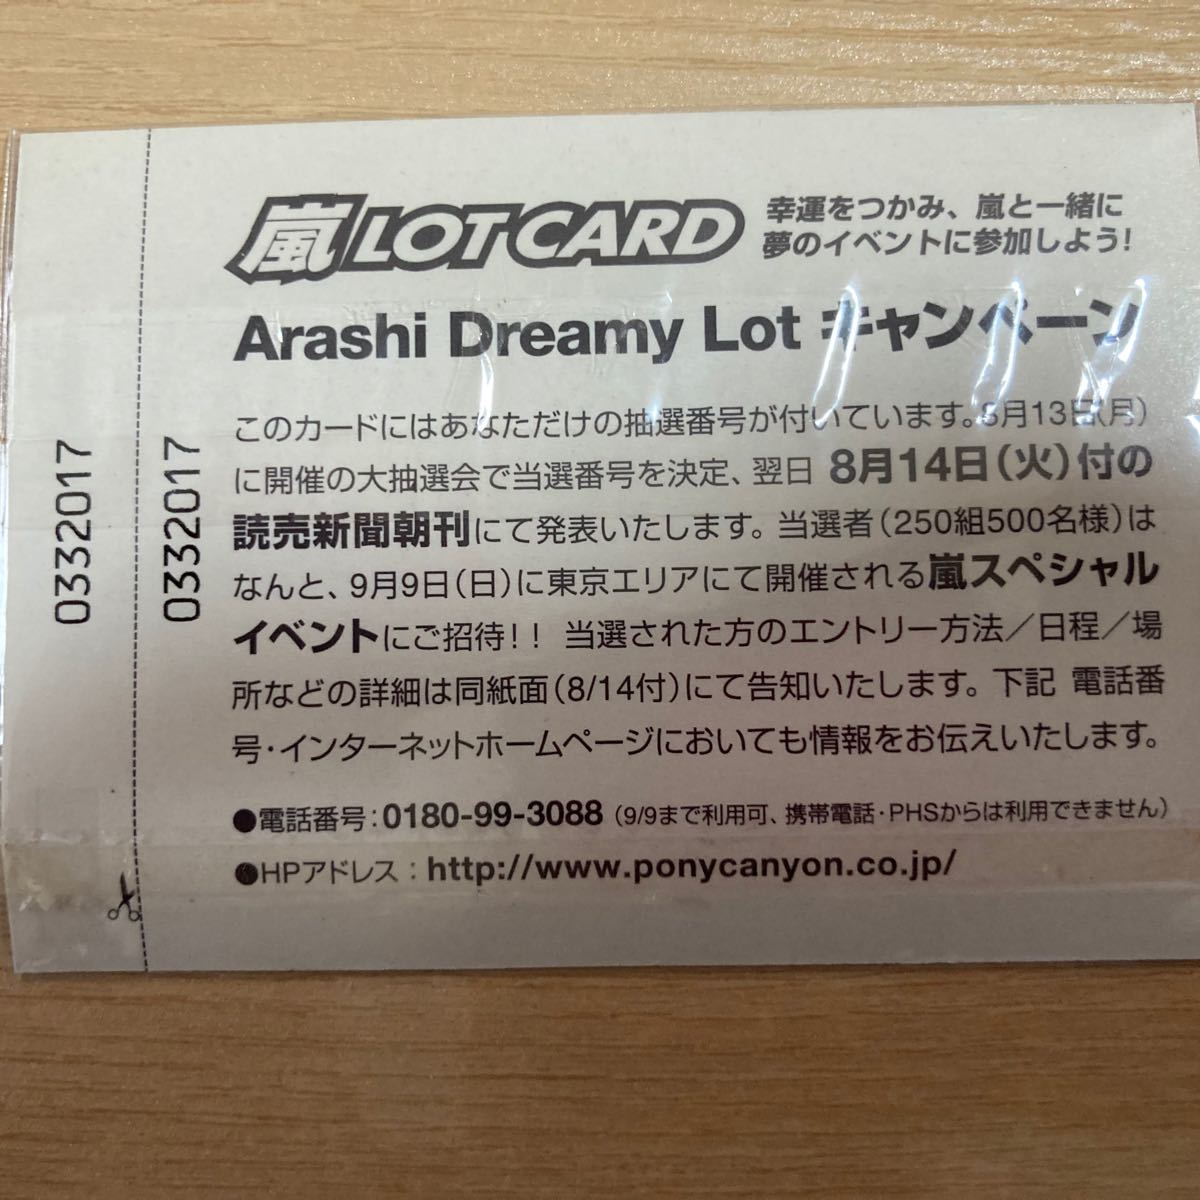 嵐LOTCARD
幸運をつかみ、嵐と一緒に
夢のイベントに参加しよう!
Arashi Dreamy Lot キャンペーン
このカードにはあなただけの抽選番号が付いています。8月13日(月)
に開催の大抽選会で当選番号を決定、翌日 8月14日(火)付の
読売新聞朝刊にて発表いたします。当選者(250組500名様)は
なんと、9月9日(日)に東京エリアにて開催される嵐スペシャル
イベントにご招待!! 当選された方のエントリー方法/日程/場
所などの詳細は同紙面(8/14付)にて告知いたします。下記 電話番
号・インターネットホームページにおいても情報をお伝えいたします。
●電話番号:0180-99-3088 (9/9まで利用可、携帯電話・PHSからは利用できません)
●HPアドレス:http://www.ponycanyon.co.jp/
0332017
0332017